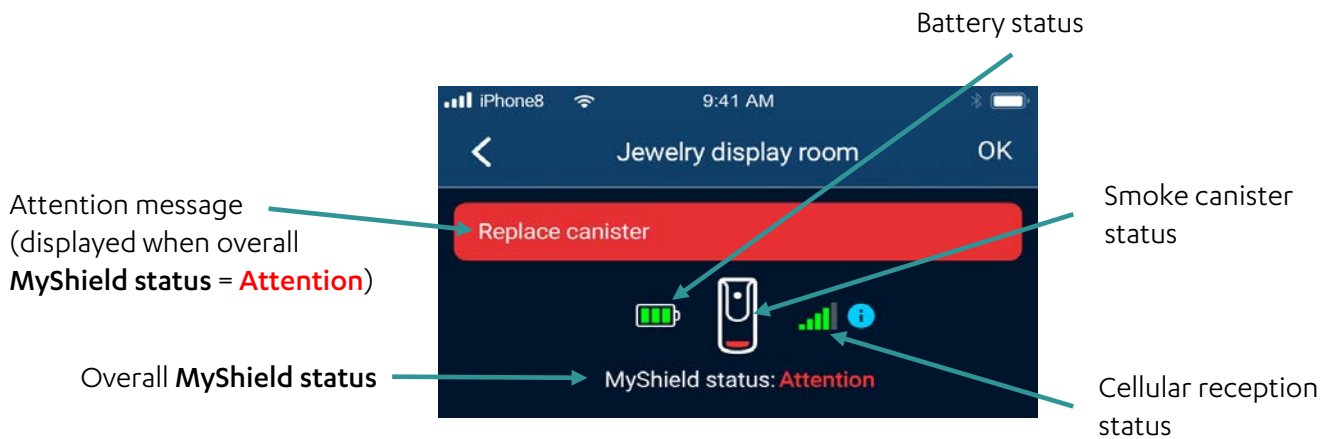 Battery status
iPhone8
9:41 AM
Jewelry display room
OK
Attention message
(displayed when overall
MyShield status = Attention)
Replace canister
Smoke canister
status
i
Overall MyShield status
MyShield status: Attention
Cellular reception
status